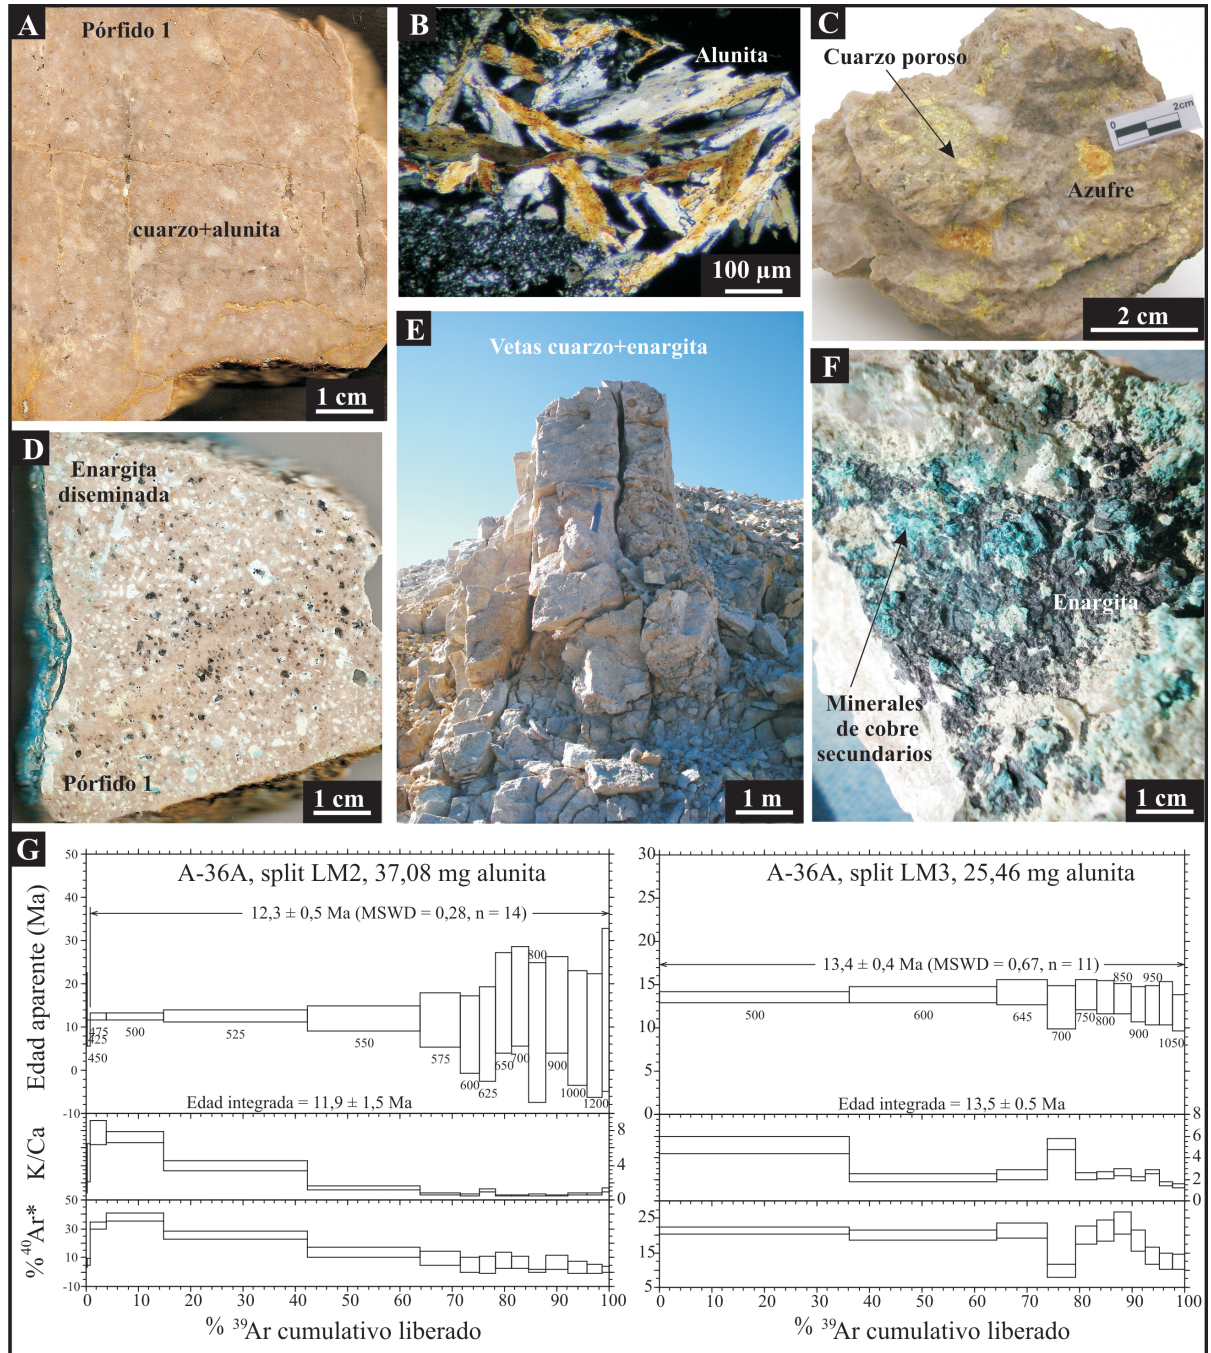 A
Pórfido 1
cuarzo+alunita
1 cm
B
Alunita
100 µm
C
Cuarzo poroso
0
2cm
Azufre
2 cm
D
Enargita
diseminada
Pórfido 1
1 cm
E
Vetas cuarzo+enargita
1 m
F
Enargita
Minerales
de cobre
secundarios
1 cm
G
A-36A, split LM2, 37,08 mg alunita
12,3 ± 0,5 Ma (MSWD = 0,28, n = 14)
Edad aparente (Ma)
50
40
30
20
10
0
-10
450
425
475
500
525
550
575
600
625
650
700
800
900
1000
1200
Edad integrada = 11,9 ± 1,5 Ma
K/Ca
8
4
0
%⁴⁰Ar*
50
30
10
-10
0 10 20 30 40 50 60 70 80 90 100
% ³⁹Ar cumulativo liberado
A-36A, split LM3, 25,46 mg alunita
13,4 ± 0,4 Ma (MSWD = 0,67, n = 11)
30
25
20
15
10
5
0
500
600
645
700
750
800
850
900
950
1050
Edad integrada = 13,5 ± 0.5 Ma
8
6
4
2
0
25
15
5
0 10 20 30 40 50 60 70 80 90 100
% ³⁹Ar cumulativo liberado